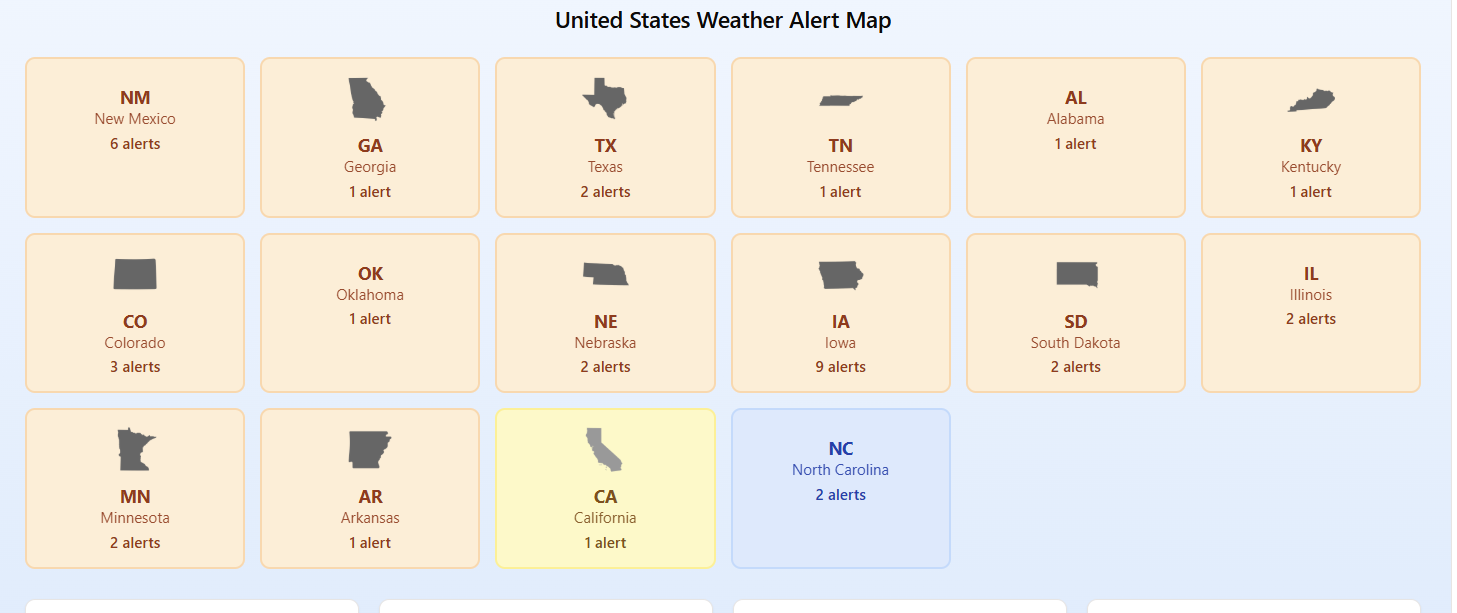 United States Weather Alert Map
NM
New Mexico
6 alerts
GA
Georgia
1 alert
TX
Texas
2 alerts
TN
Tennessee
1 alert
AL
Alabama
1 alert
KY
Kentucky
1 alert
CO
Colorado
3 alerts
OK
Oklahoma
1 alert
NE
Nebraska
2 alerts
IA
Iowa
9 alerts
SD
South Dakota
2 alerts
IL
Illinois
2 alerts
MN
Minnesota
2 alerts
AR
Arkansas
1 alert
CA
California
1 alert
NC
North Carolina
2 alerts